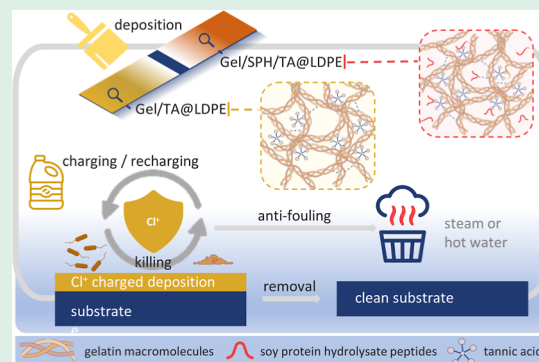 deposition
Gel/SPH/TA@LDPE
Gel/TA@LDPE
charging / recharging
Cl⁺
killing
anti-fouling
steam or
hot water
Cl⁺ charged deposition
substrate
e
removal
clean substrate
gelatin macromolecules
soy protein hydrolysate peptides
tannic acid